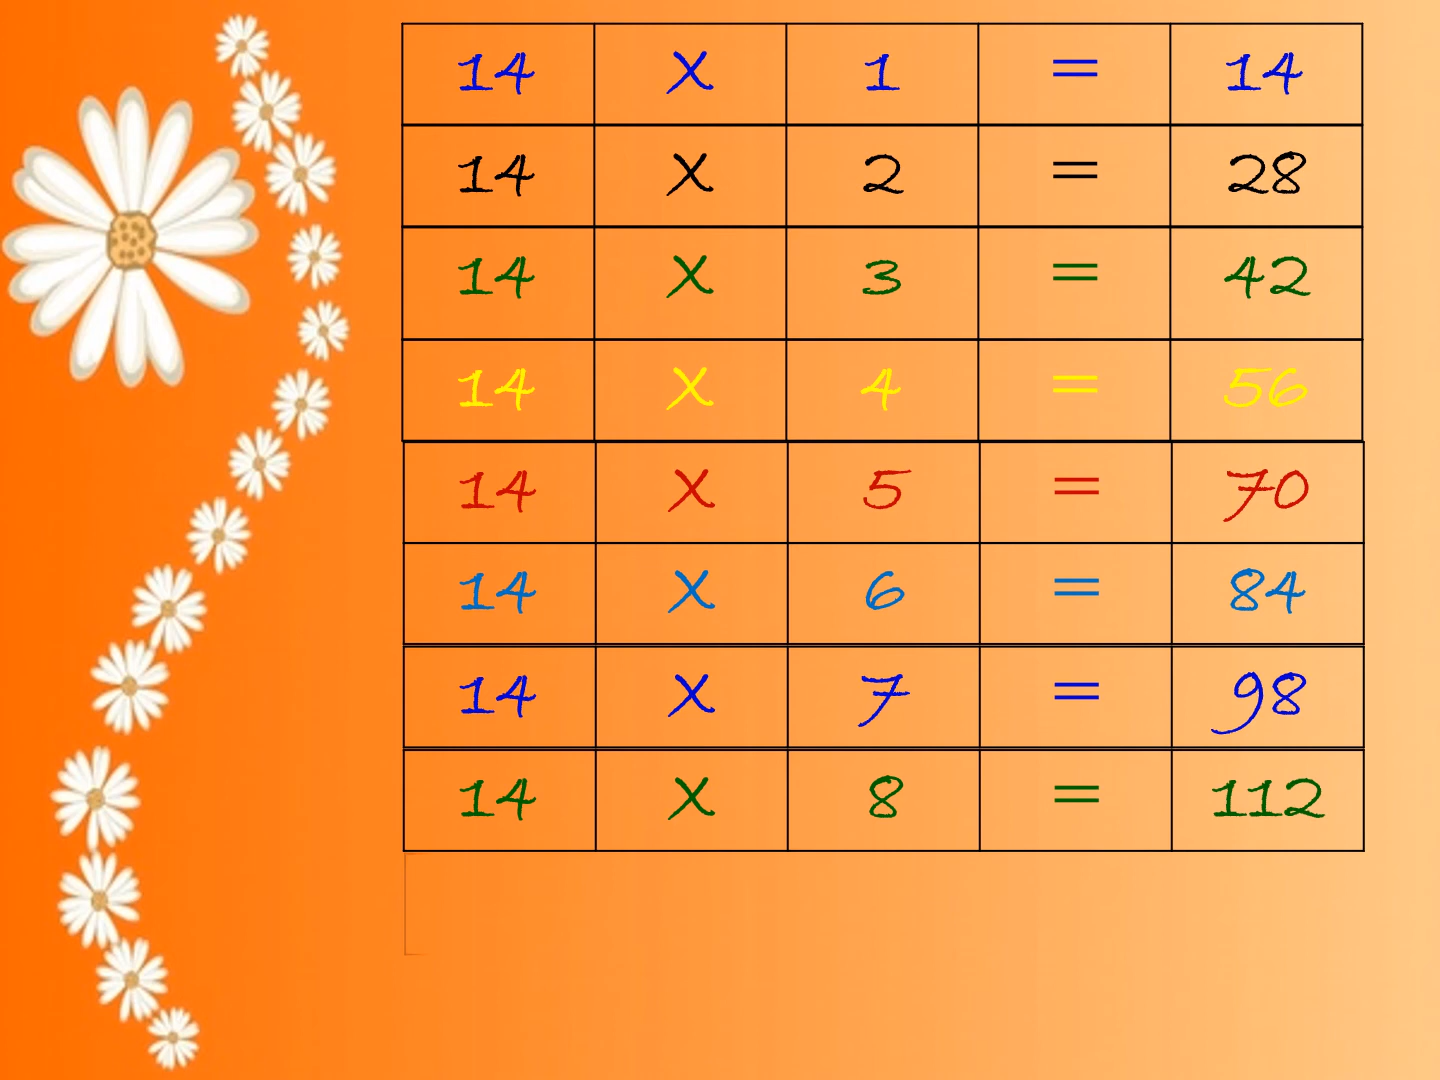 14 X 1 = 14
14 X 2 = 28
14 X 3 = 42
14 X 4 = 56
14 X 5 = 70
14 X 6 = 84
14 X 7 = 98
14 X 8 = 112